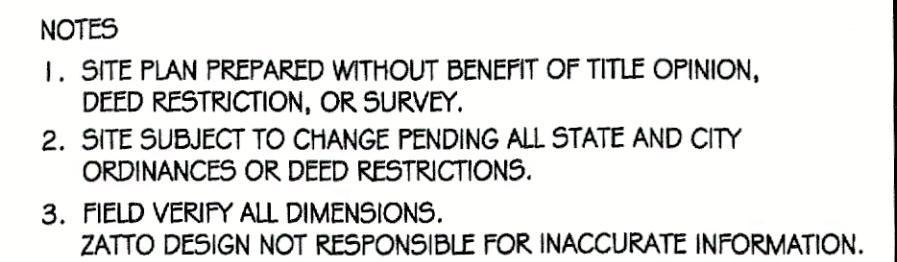 NOTES
1. SITE PLAN PREPARED WITHOUT BENEFIT OF TITLE OPINION,
DEED RESTRICTION, OR SURVEY.
2. SITE SUBJECT TO CHANGE PENDING ALL STATE AND CITY
ORDINANCES OR DEED RESTRICTIONS.
3. FIELD VERIFY ALL DIMENSIONS.
ZATTO DESIGN NOT RESPONSIBLE FOR INACCURATE INFORMATION.